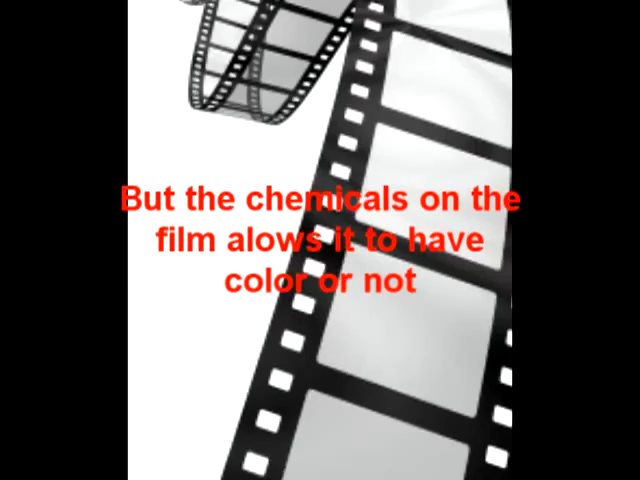 But the chemicals on the
film alows it to have
color or not